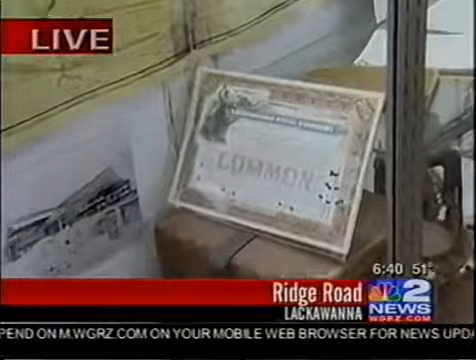 LIVE
COMMON
6:40 51°
Ridge Road
LACKAWANNA
2
NEWS
WGRZ.COM
PEND ON M.WGRZ.COM ON YOUR MOBILE WEB BROWSER FOR NEWS UPD